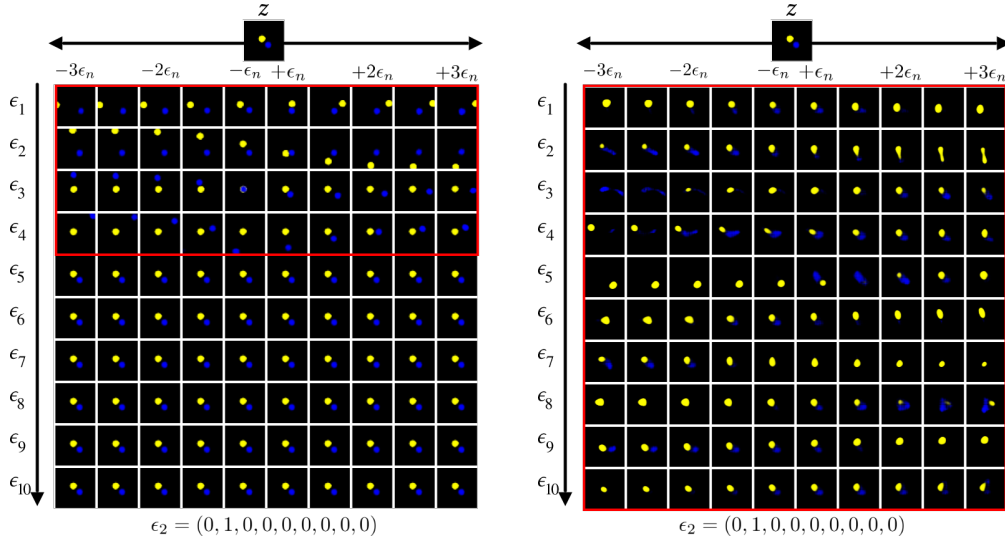 z
−3ϵn −2ϵn −ϵn +ϵn +2ϵn +3ϵn
ϵ1
ϵ2
ϵ3
ϵ4
ϵ5
ϵ6
ϵ7
ϵ8
ϵ9
ϵ10
ϵ2 = (0, 1, 0, 0, 0, 0, 0, 0, 0)
z
−3ϵn −2ϵn −ϵn +ϵn +2ϵn +3ϵn
ϵ1
ϵ2
ϵ3
ϵ4
ϵ5
ϵ6
ϵ7
ϵ8
ϵ9
ϵ10
ϵ2 = (0, 1, 0, 0, 0, 0, 0, 0, 0)